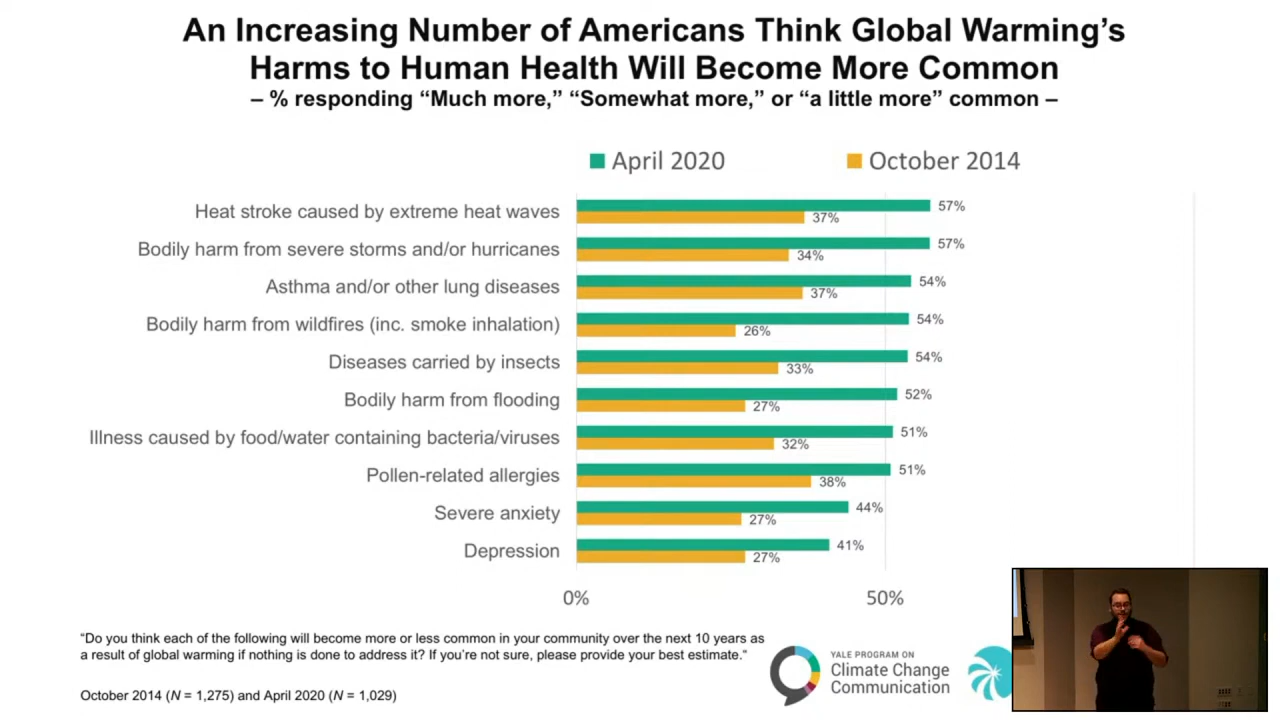 An Increasing Number of Americans Think Global Warming’s
Harms to Human Health Will Become More Common
– % responding “Much more,” “Somewhat more,” or “a little more” common –
April 2020 October 2014
Heat stroke caused by extreme heat waves 57% 37%
Bodily harm from severe storms and/or hurricanes 57% 34%
Asthma and/or other lung diseases 54% 37%
Bodily harm from wildfires (inc. smoke inhalation) 54% 26%
Diseases carried by insects 54% 33%
Bodily harm from flooding 52% 27%
Illness caused by food/water containing bacteria/viruses 51% 32%
Pollen-related allergies 51% 38%
Severe anxiety 44% 27%
Depression 41% 27%
0% 50%
“Do you think each of the following will become more or less common in your community over the next 10 years as
a result of global warming if nothing is done to address it? If you’re not sure, please provide your best estimate.“
October 2014 (N = 1,275) and April 2020 (N = 1,029)
YALE PROGRAM ON
Climate Change
Communication